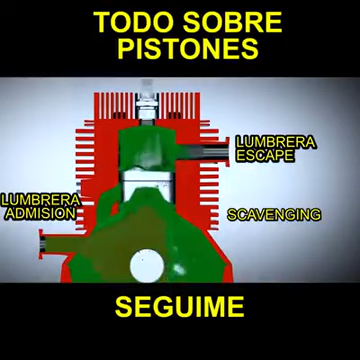 TODO SOBRE
PISTONES
LUMBRERA
ESCAPE
LUMBRERA
ADMISION
SCAVENGING
SEGUIME